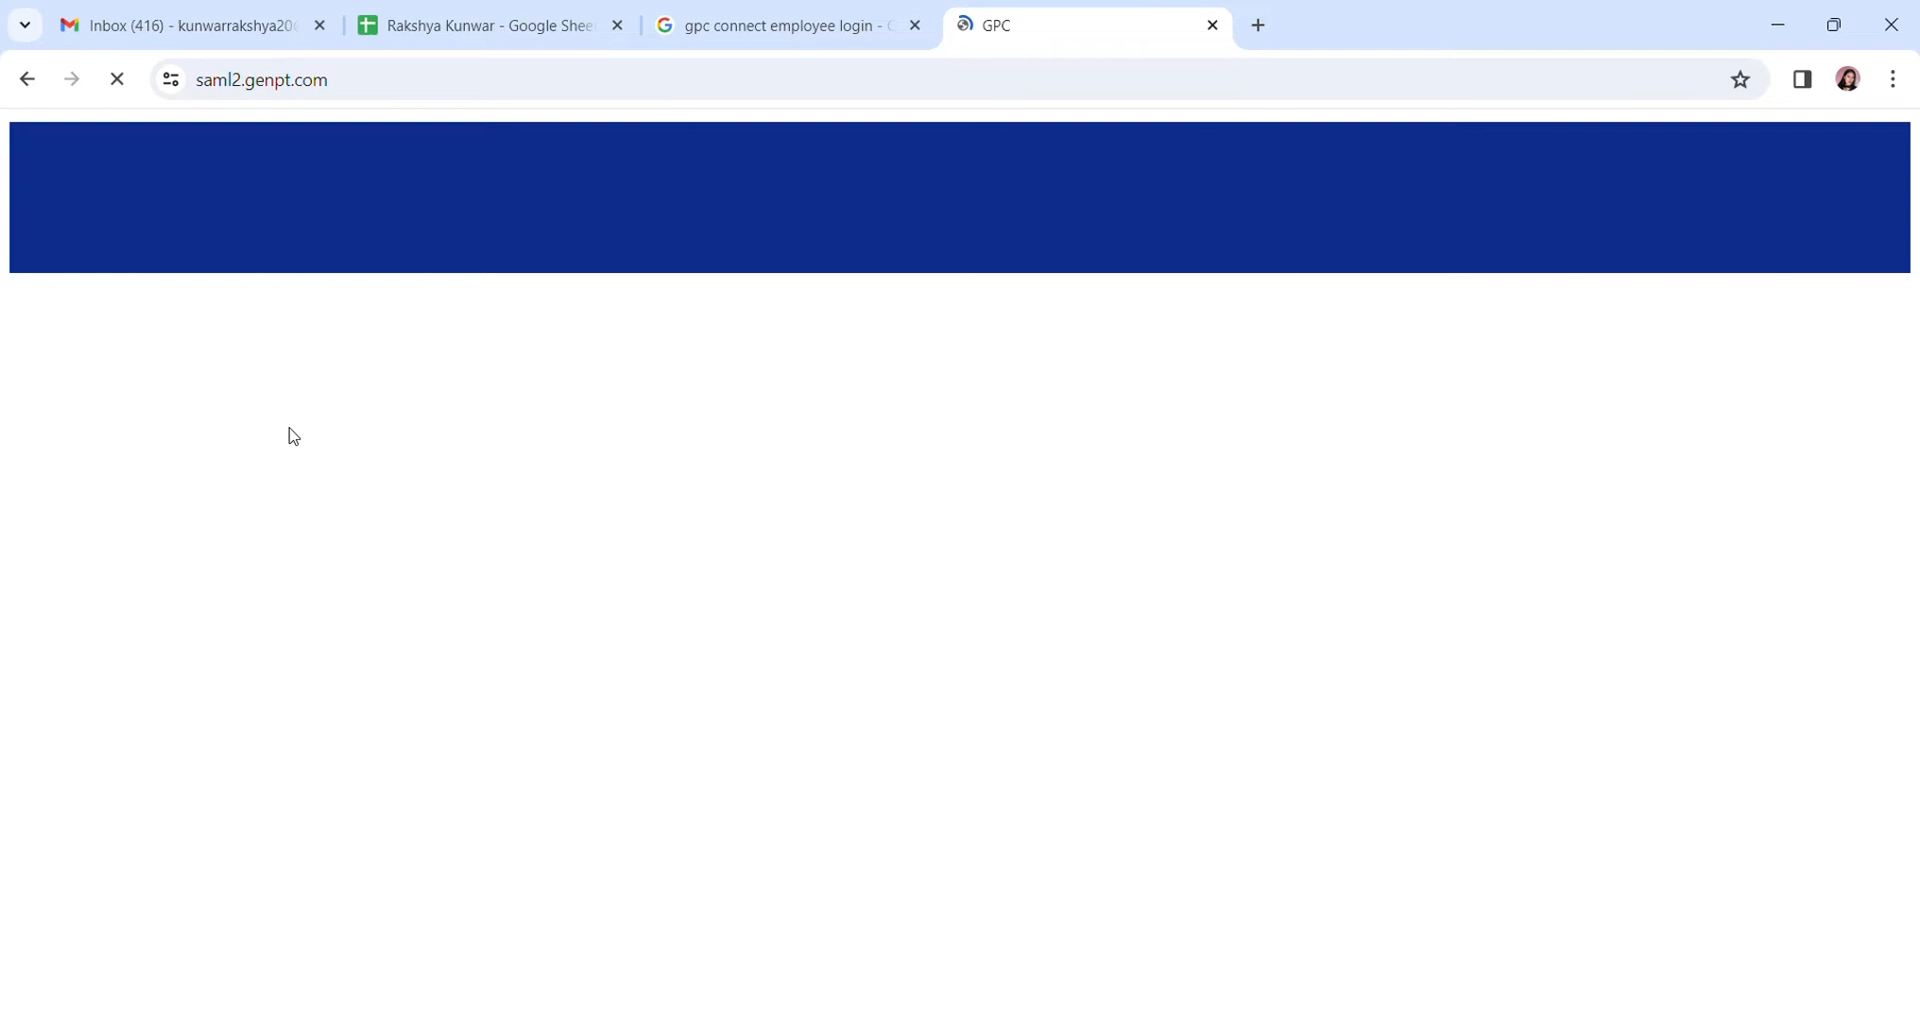 Inbox (416) - kunwarrakshya20
Rakshya Kunwar - Google Shee
gpc connect employee login -
GPC
saml2.genpt.com